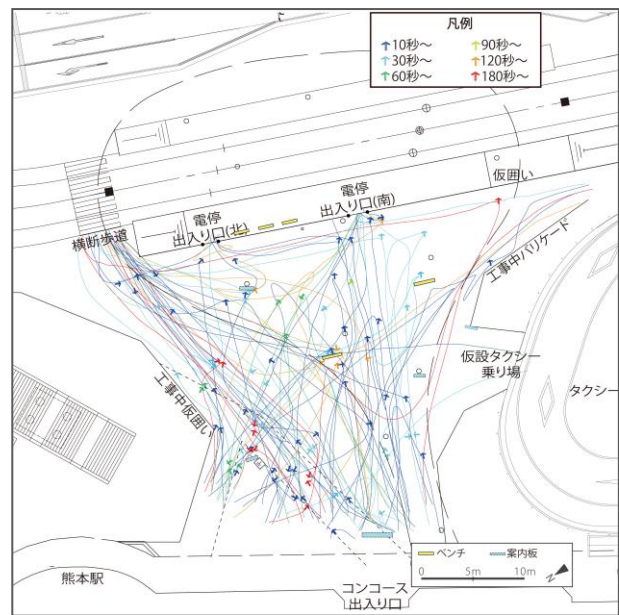 凡例
10秒～
90秒～
30秒～
120秒～
60秒～
180秒～
仮囲い
電停
出入り口(南)
電停
出入り口(北)
横断歩道
工事中バリケード
仮設タクシー
乗り場
タクシー
工事中仮囲い
ベンチ
案内板
0
5m
10m
N
熊本駅
コンコース
出入り口